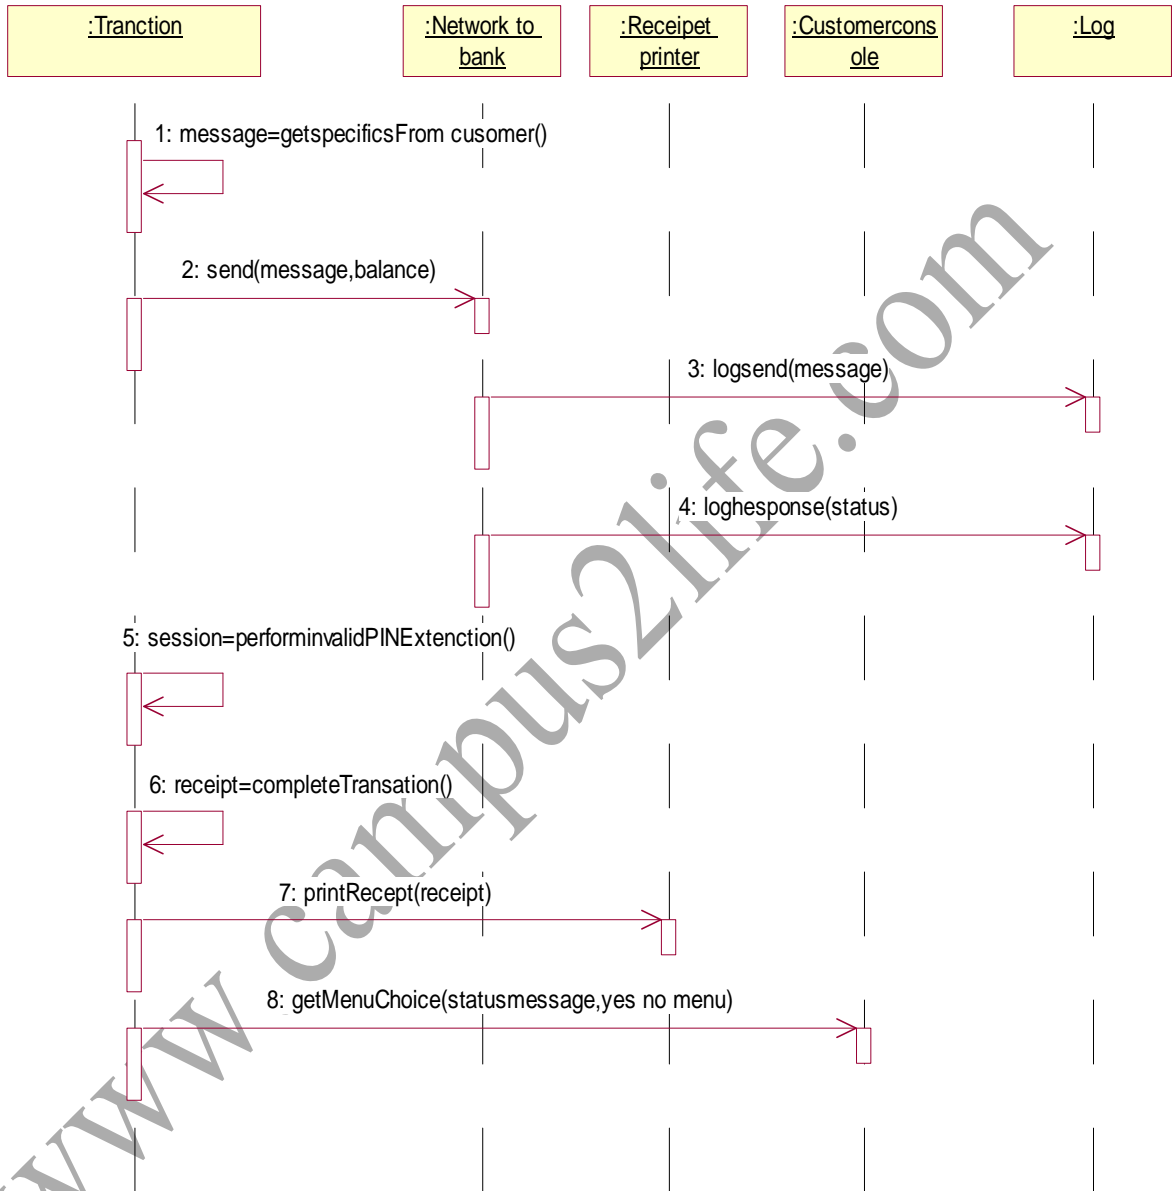 :Tranction
:Network to
bank
:Receipet
printer
:Customercons
ole
:Log
1: message=getspecificsFrom cusomer()
2: send(message,balance)
3: logsend(message)
4: loghesponse(status)
5: session=performinvalidPINExtenction()
6: receipt=completeTransation()
7: printRecept(receipt)
8: getMenuChoice(statusmessage,yes no menu)
www.campus2life.com